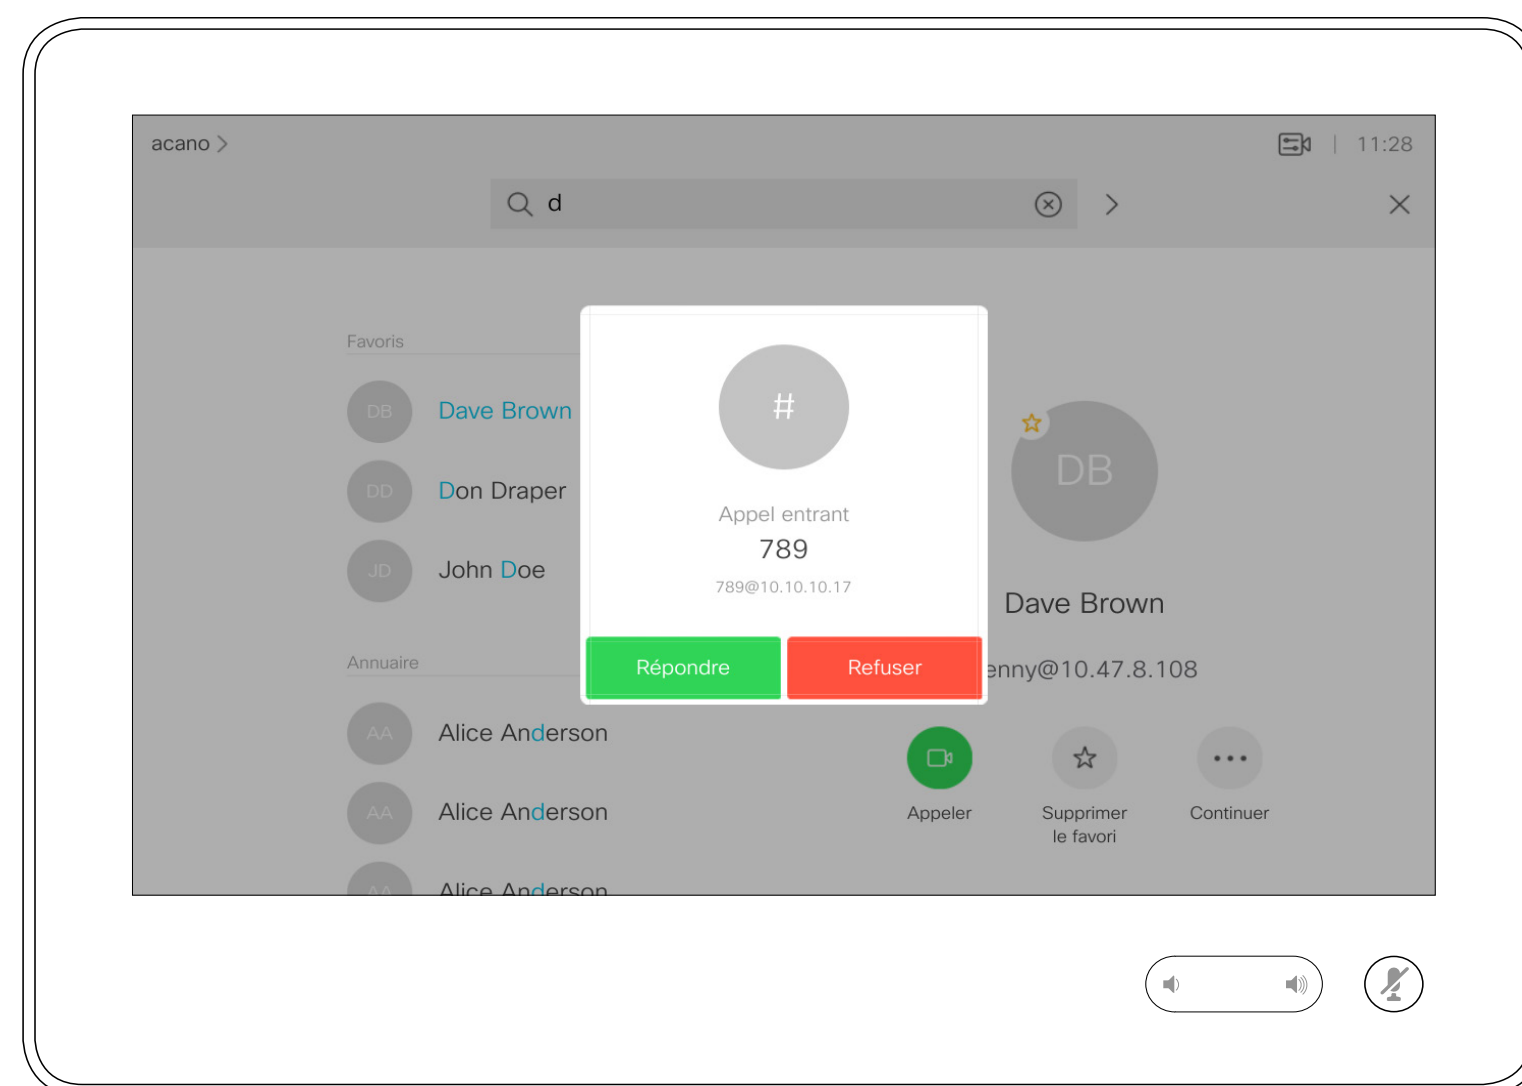 acano
11:28
d
Favoris
DB
Dave Brown
DD
Don Draper
JD
John Doe
Annuaire
AA
Alice Anderson
AA
Alice Anderson
AA
Alice Anderson
#
Appel entrant
789
789@10.10.10.17
Répondre
Refuser
DB
Dave Brown
enny@10.47.8.108
Appeler
Supprimer
le favori
Continuer